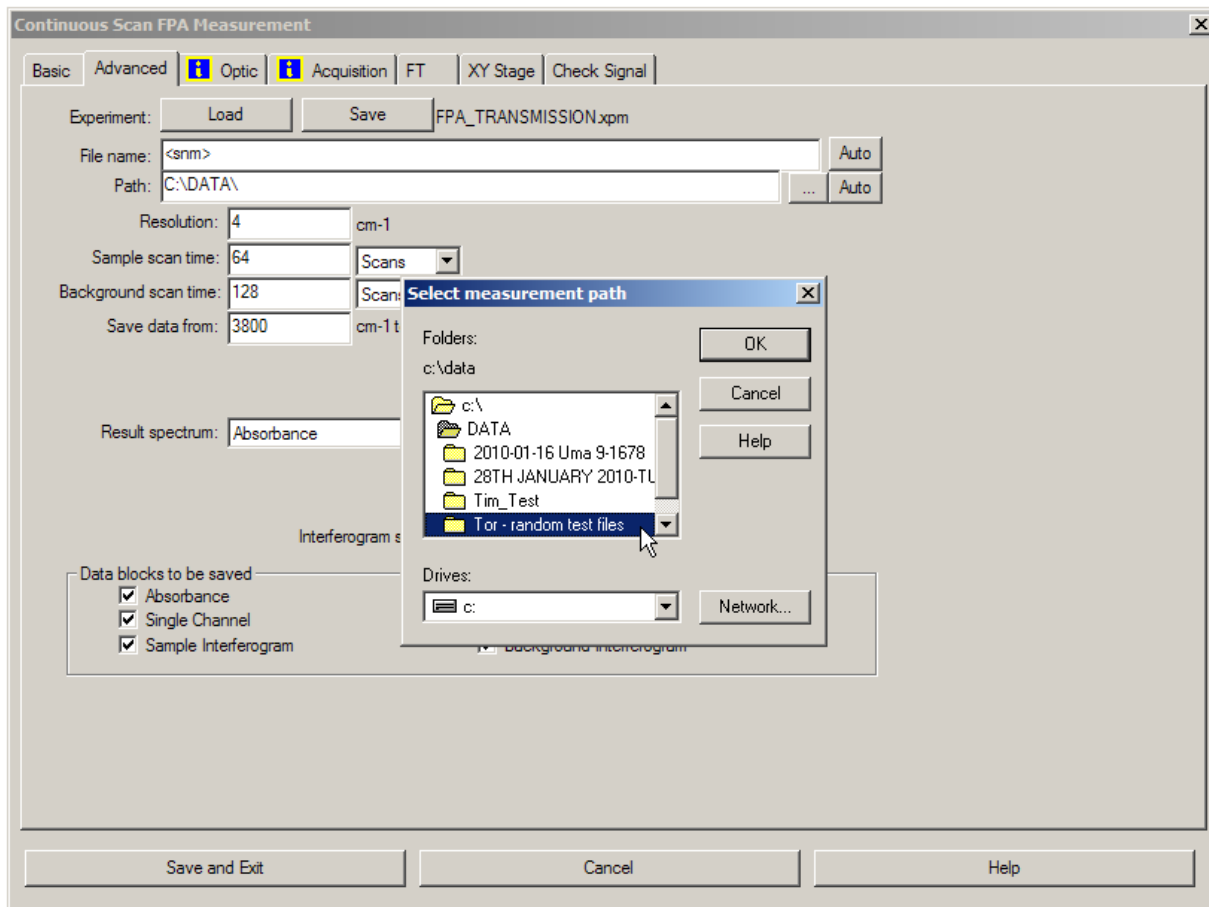 Continuous Scan FPA Measurement
Basic Advanced Optic Acquisition FT XY Stage Check Signal
Experiment: Load Save FPA_TRANSMISSION.xpm
File name: <snm> Auto
Path: C:\DATA\ ... Auto
Resolution: 4 cm-1
Sample scan time: 64 Scans
Background scan time: 128 Scans
Save data from: 3800 cm-1 t
Result spectrum: Absorbance
Interferogram s
Data blocks to be saved
Absorbance
Single Channel
Sample Interferogram Background Interferogram
Select measurement path
Folders:
c:\data
OK
Cancel
Help
c:\
DATA
2010-01-16 Uma 9-1678
28TH JANUARY 2010-TU
Tim_Test
Tor - random test files
Drives:
c: Network...
Save and Exit Cancel Help